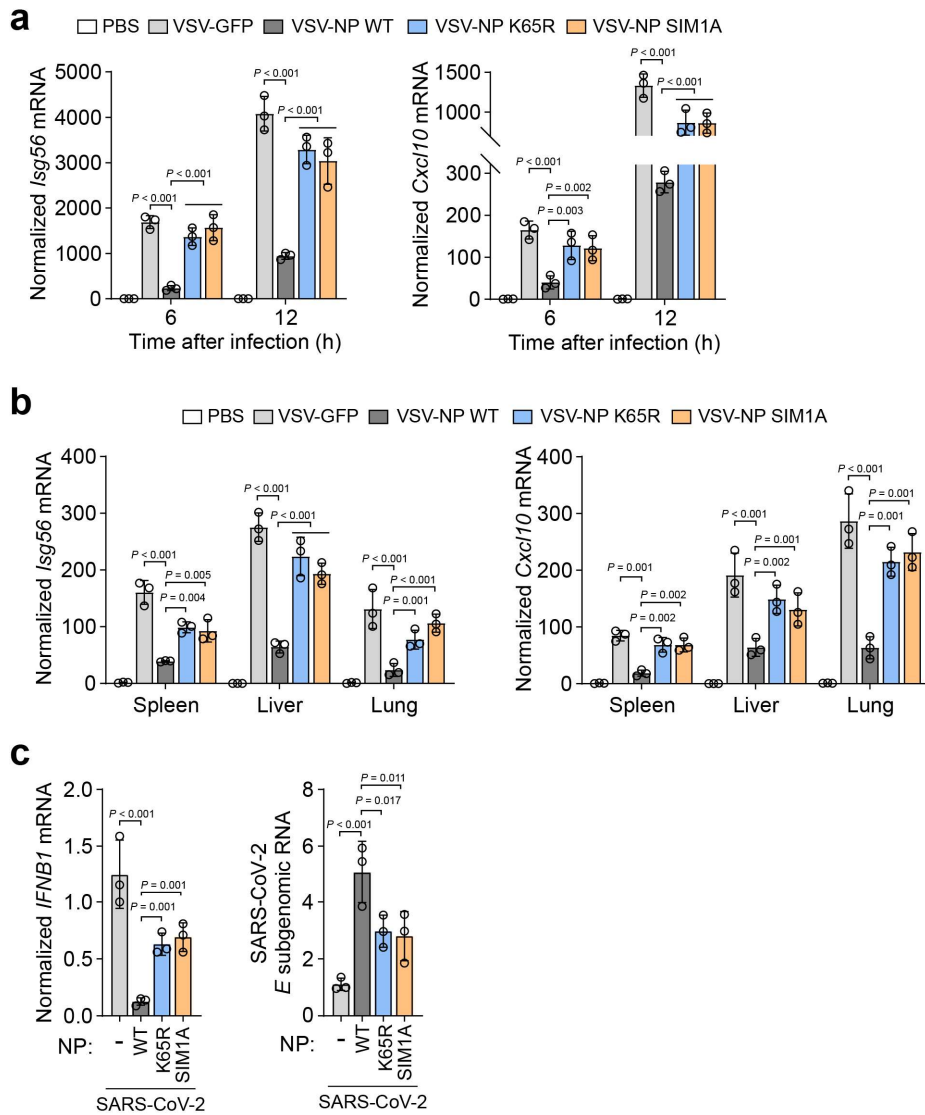 a
PBS VSV-GFP VSV-NP WT VSV-NP K65R VSV-NP SIM1A
Normalized Isg56 mRNA
5000
4000
3000
2000
1000
0
P < 0.001
P < 0.001
P < 0.001
P < 0.001
6 12
Time after infection (h)
Normalized Cxcl10 mRNA
1500
1000
300
200
100
0
P < 0.001
P < 0.001
P < 0.001
P = 0.002
P = 0.003
6 12
Time after infection (h)
b
PBS VSV-GFP VSV-NP WT VSV-NP K65R VSV-NP SIM1A
Normalized Isg56 mRNA
400
300
200
100
0
P < 0.001
P = 0.005
P = 0.004
P < 0.001
P < 0.001
P < 0.001
P < 0.001
P = 0.001
Spleen Liver Lung
Normalized Cxcl10 mRNA
400
300
200
100
0
P = 0.001
P = 0.002
P = 0.002
P < 0.001
P = 0.001
P = 0.002
P < 0.001
P = 0.001
P = 0.001
Spleen Liver Lung
c
Normalized IFNB1 mRNA
2.0
1.5
1.0
0.5
0.0
P < 0.001
P = 0.001
P = 0.001
NP: - WT K65R SIM1A
SARS-CoV-2
SARS-CoV-2
E subgenomic RNA
8
6
4
2
0
P = 0.011
P = 0.017
P < 0.001
NP: - WT K65R SIM1A
SARS-CoV-2